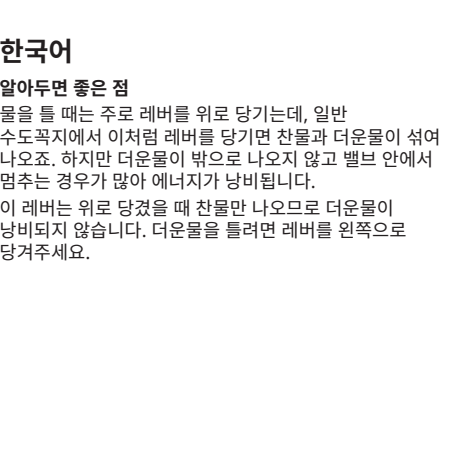 한국어
알아두면 좋은 점
물을 틀 때는 주로 레버를 위로 당기는데, 일반
수도꼭지에서 이처럼 레버를 당기면 찬물과 더운물이 섞여
나오죠. 하지만 더운물이 밖으로 나오지 않고 밸브 안에서
멈추는 경우가 많아 에너지가 낭비됩니다.
이 레버는 위로 당겼을 때 찬물만 나오므로 더운물이
낭비되지 않습니다. 더운물을 틀려면 레버를 왼쪽으로
당겨주세요.